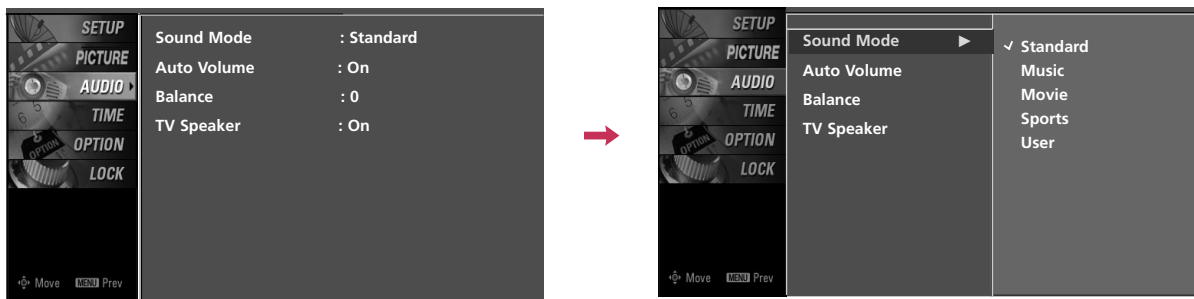 SETUP
PICTURE
AUDIO
TIME
OPTION
LOCK
Move MENU Prev
Sound Mode : Standard
Auto Volume : On
Balance : 0
TV Speaker : On
SETUP
PICTURE
AUDIO
TIME
OPTION
LOCK
Move MENU Prev
Sound Mode ▶
Auto Volume
Balance
TV Speaker
✓ Standard
Music
Movie
Sports
User